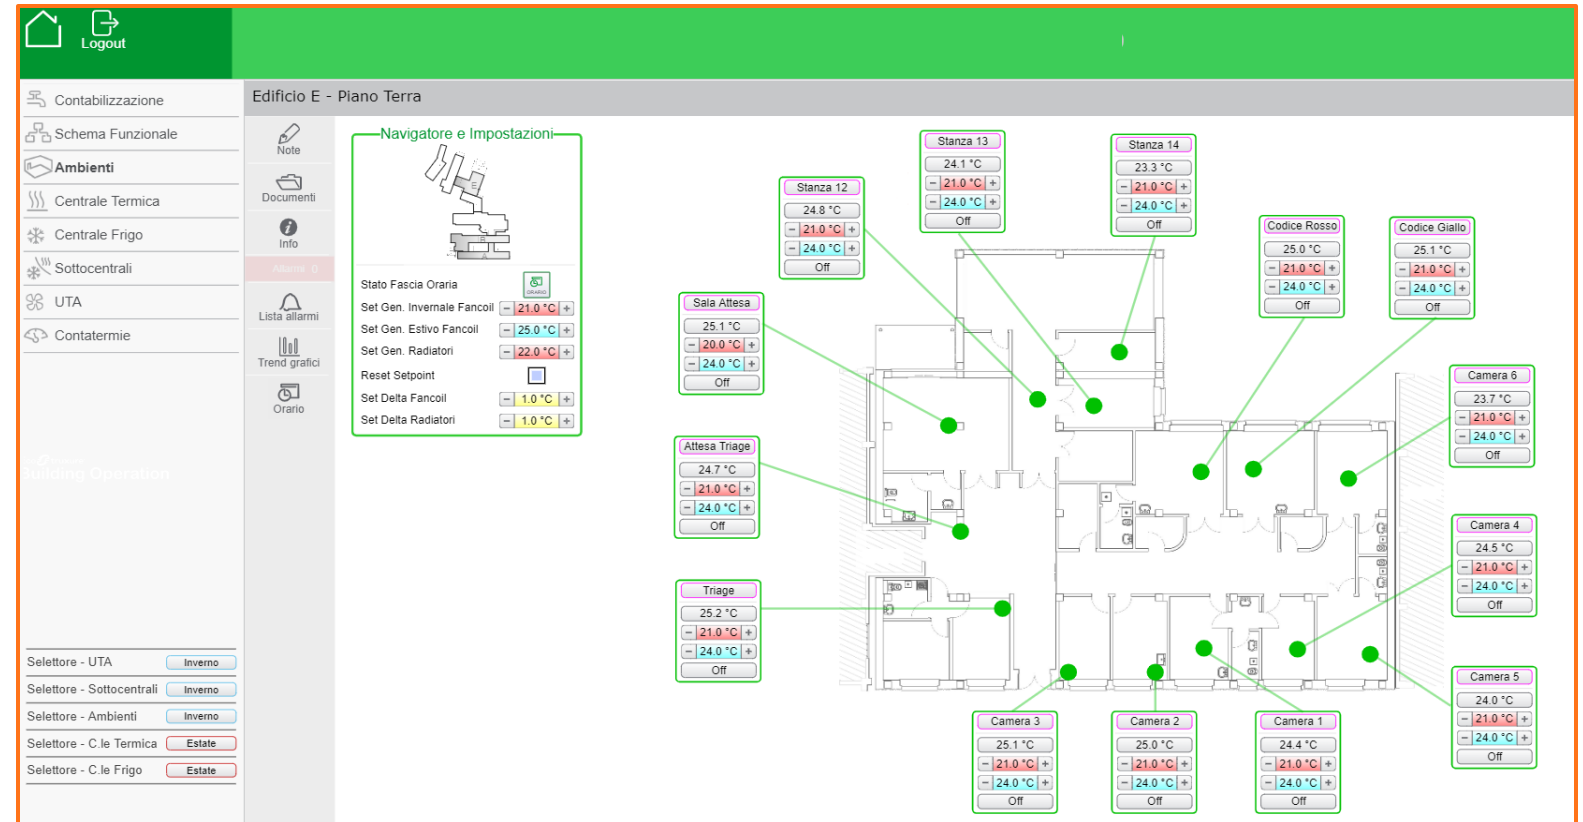 Logout
Contabilizzazione
Schema Funzionale
Ambienti
Centrale Termica
Centrale Frigo
Sottocentrali
UTA
Contatermie
Building Operation
Selettore - UTA Inverno
Selettore - Sottocentrali Inverno
Selettore - Ambienti Inverno
Selettore - C.le Termica Estate
Selettore - C.le Frigo Estate
Edificio E - Piano Terra
Note
Documenti
Info
Allarmi 0
Lista allarmi
Trend grafici
Orario
Navigatore e Impostazioni
E
B
A
Stato Fascia Oraria ORARIO
Set Gen. Invernale Fancoil - 21.0 °C +
Set Gen. Estivo Fancoil - 25.0 °C +
Set Gen. Radiatori - 22.0 °C +
Reset Setpoint
Set Delta Fancoil - 1.0 °C +
Set Delta Radiatori - 1.0 °C +
Stanza 13
24.1 °C
- 21.0 °C +
- 24.0 °C +
Off
Stanza 14
23.3 °C
- 21.0 °C +
- 24.0 °C +
Off
Stanza 12
24.8 °C
- 21.0 °C +
- 24.0 °C +
Off
Codice Rosso
25.0 °C
- 21.0 °C +
- 24.0 °C +
Off
Codice Giallo
25.1 °C
- 21.0 °C +
- 24.0 °C +
Off
Sala Attesa
25.1 °C
- 20.0 °C +
- 24.0 °C +
Off
Camera 6
23.7 °C
- 21.0 °C +
- 24.0 °C +
Off
Attesa Triage
24.7 °C
- 21.0 °C +
- 24.0 °C +
Off
Camera 4
24.5 °C
- 21.0 °C +
- 24.0 °C +
Off
Triage
25.2 °C
- 21.0 °C +
- 24.0 °C +
Off
Camera 5
24.0 °C
- 21.0 °C +
- 24.0 °C +
Off
Camera 3
25.1 °C
- 21.0 °C +
- 24.0 °C +
Off
Camera 2
25.0 °C
- 21.0 °C +
- 24.0 °C +
Off
Camera 1
24.4 °C
- 21.0 °C +
- 24.0 °C +
Off